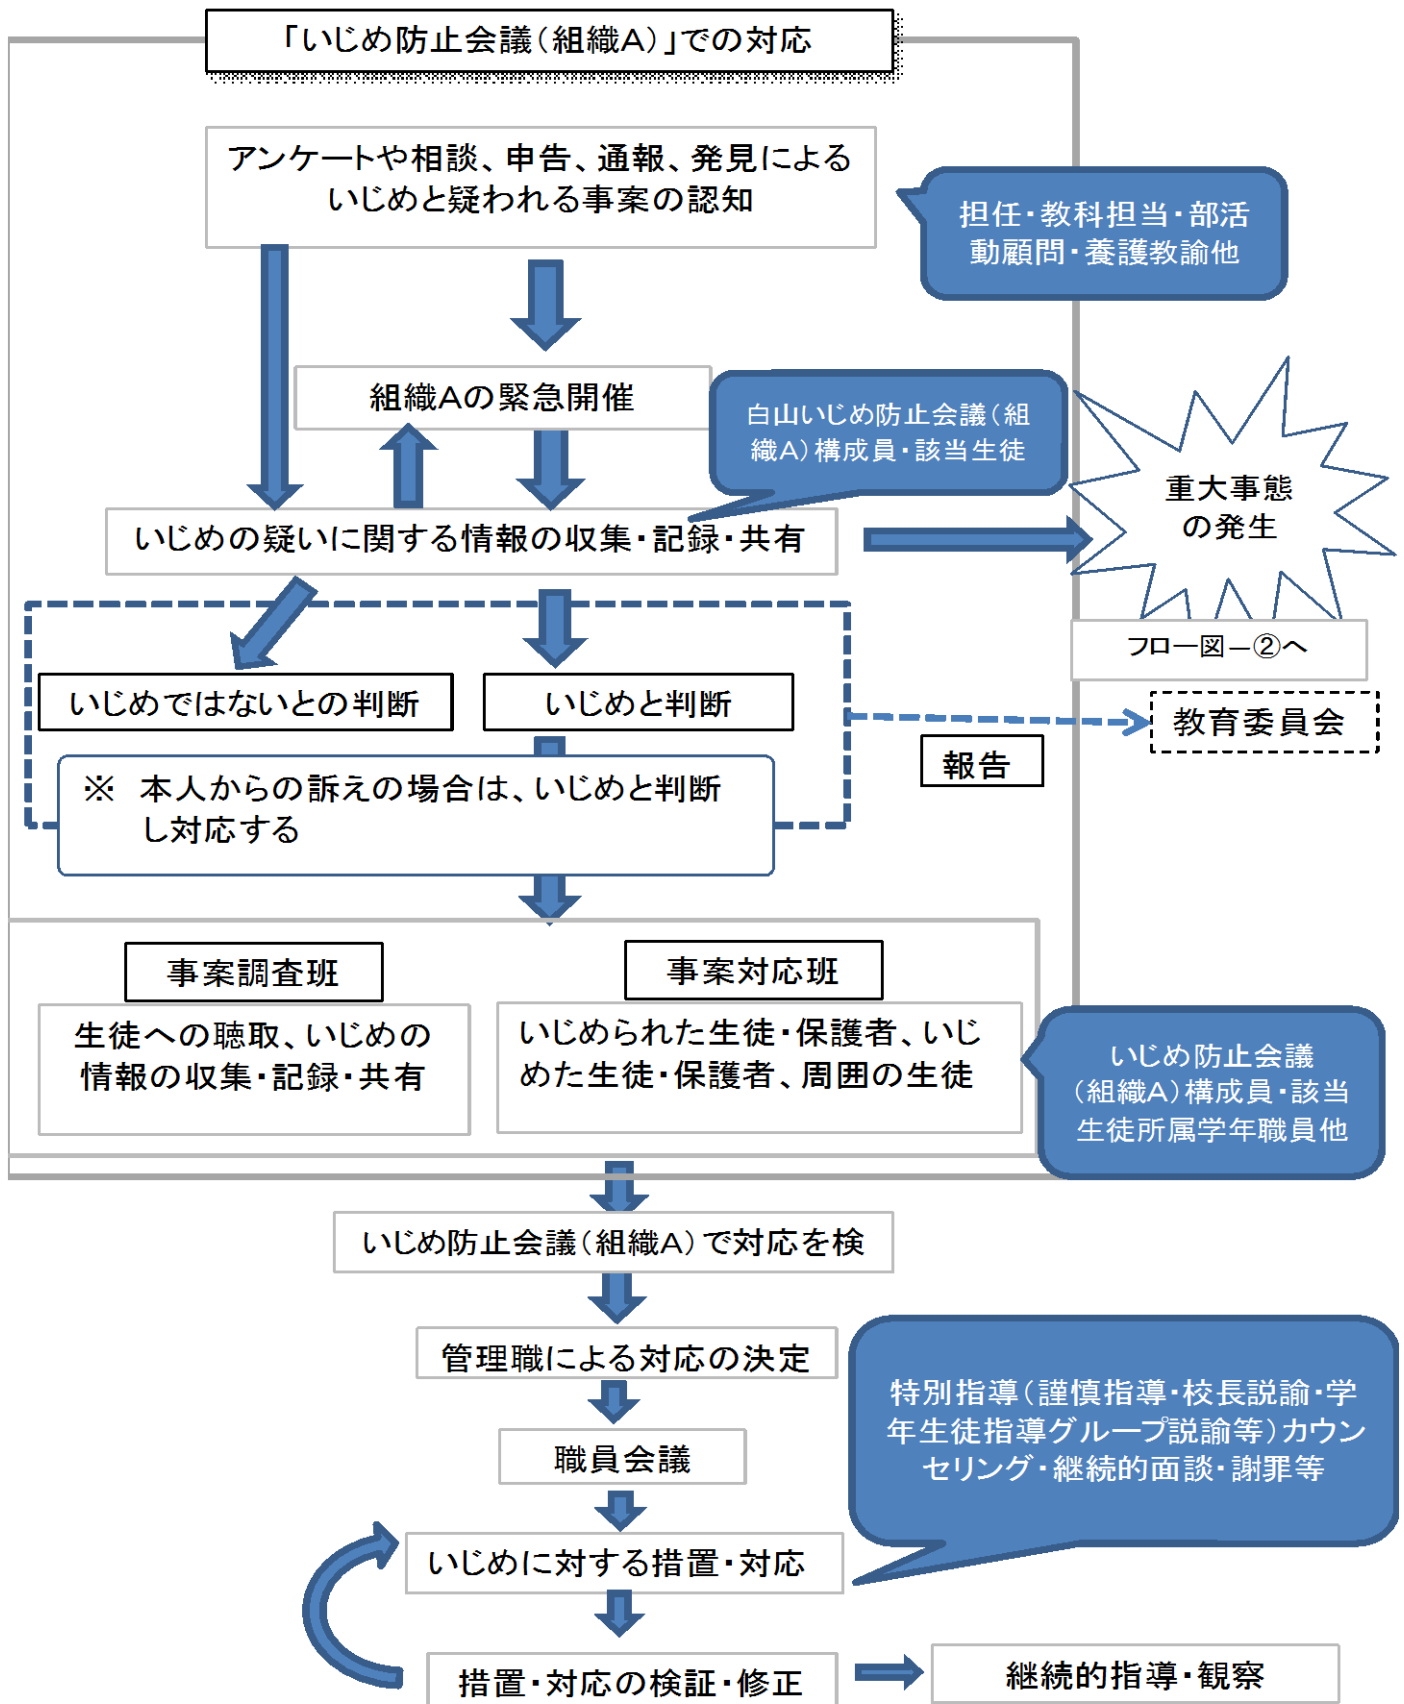 「いじめ防止会議（組織A）」での対応
アンケートや相談、申告、通報、発見による
いじめと疑われる事案の認知
担任・教科担当・部活
動顧問・養護教諭他
組織Aの緊急開催
白山いじめ防止会議（組
織A）構成員・該当生徒
重大事態
の発生
いじめの疑いに関する情報の収集・記録・共有
フロー図－②へ
いじめではないとの判断
いじめと判断
教育委員会
報告
※　本人からの訴えの場合は、いじめと判断
し対応する
事案調査班
事案対応班
生徒への聴取、いじめの
情報の収集・記録・共有
いじめられた生徒・保護者、いじ
めた生徒・保護者、周囲の生徒
いじめ防止会議
（組織A）構成員・該当
生徒所属学年職員他
いじめ防止会議（組織A）で対応を検
管理職による対応の決定
特別指導（謹慎指導・校長説諭・学
年生徒指導グループ説諭等）カウン
セリング・継続的面談・謝罪等
職員会議
いじめに対する措置・対応
措置・対応の検証・修正
継続的指導・観察